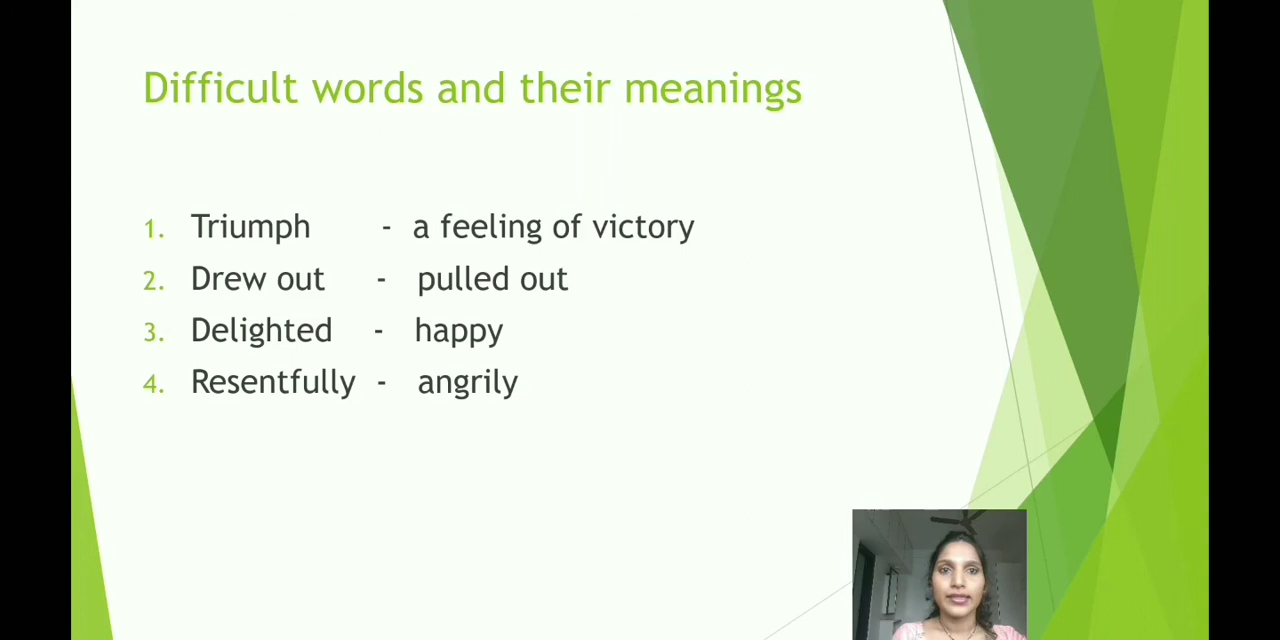 Difficult words and their meanings
1. Triumph - a feeling of victory
2. Drew out - pulled out
3. Delighted - happy
4. Resentfully - angrily